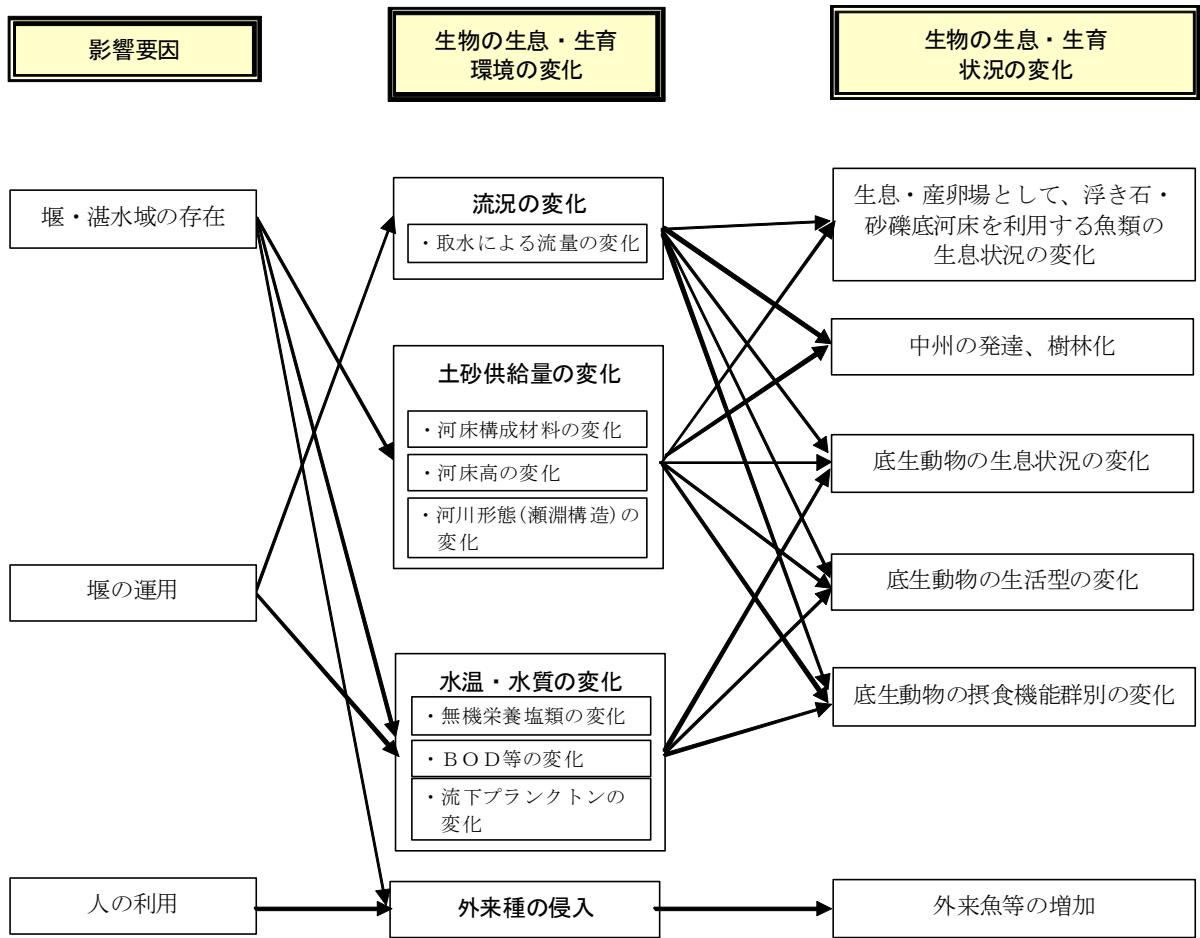 影響要因
生物の生息・生育
環境の変化
生物の生息・生育
状況の変化
堰・湛水域の存在
堰の運用
人の利用
流況の変化
・取水による流量の変化
土砂供給量の変化
・河床構成材料の変化
・河床高の変化
・河川形態(瀬淵構造)の
変化
水温・水質の変化
・無機栄養塩類の変化
・BOD等の変化
・流下プランクトンの
変化
外来種の侵入
生息・産卵場として、浮き石・
砂礫底河床を利用する魚類の
生息状況の変化
中州の発達、樹林化
底生動物の生息状況の変化
底生動物の生活型の変化
底生動物の摂食機能群別の変化
外来魚等の増加